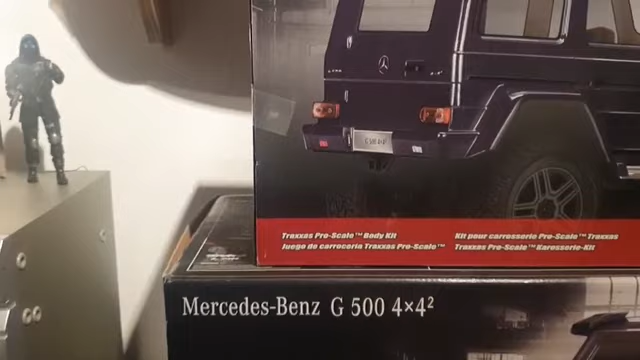 Traxxas Pro-Scale™ Body Kit
Juego de carrocería Traxxas Pro-Scale™
Kit pour carrosserie Pro-Scale™ Traxxas
Traxxas Pro-Scale™ Karosserie-Kit
Mercedes-Benz G 500 4×4²